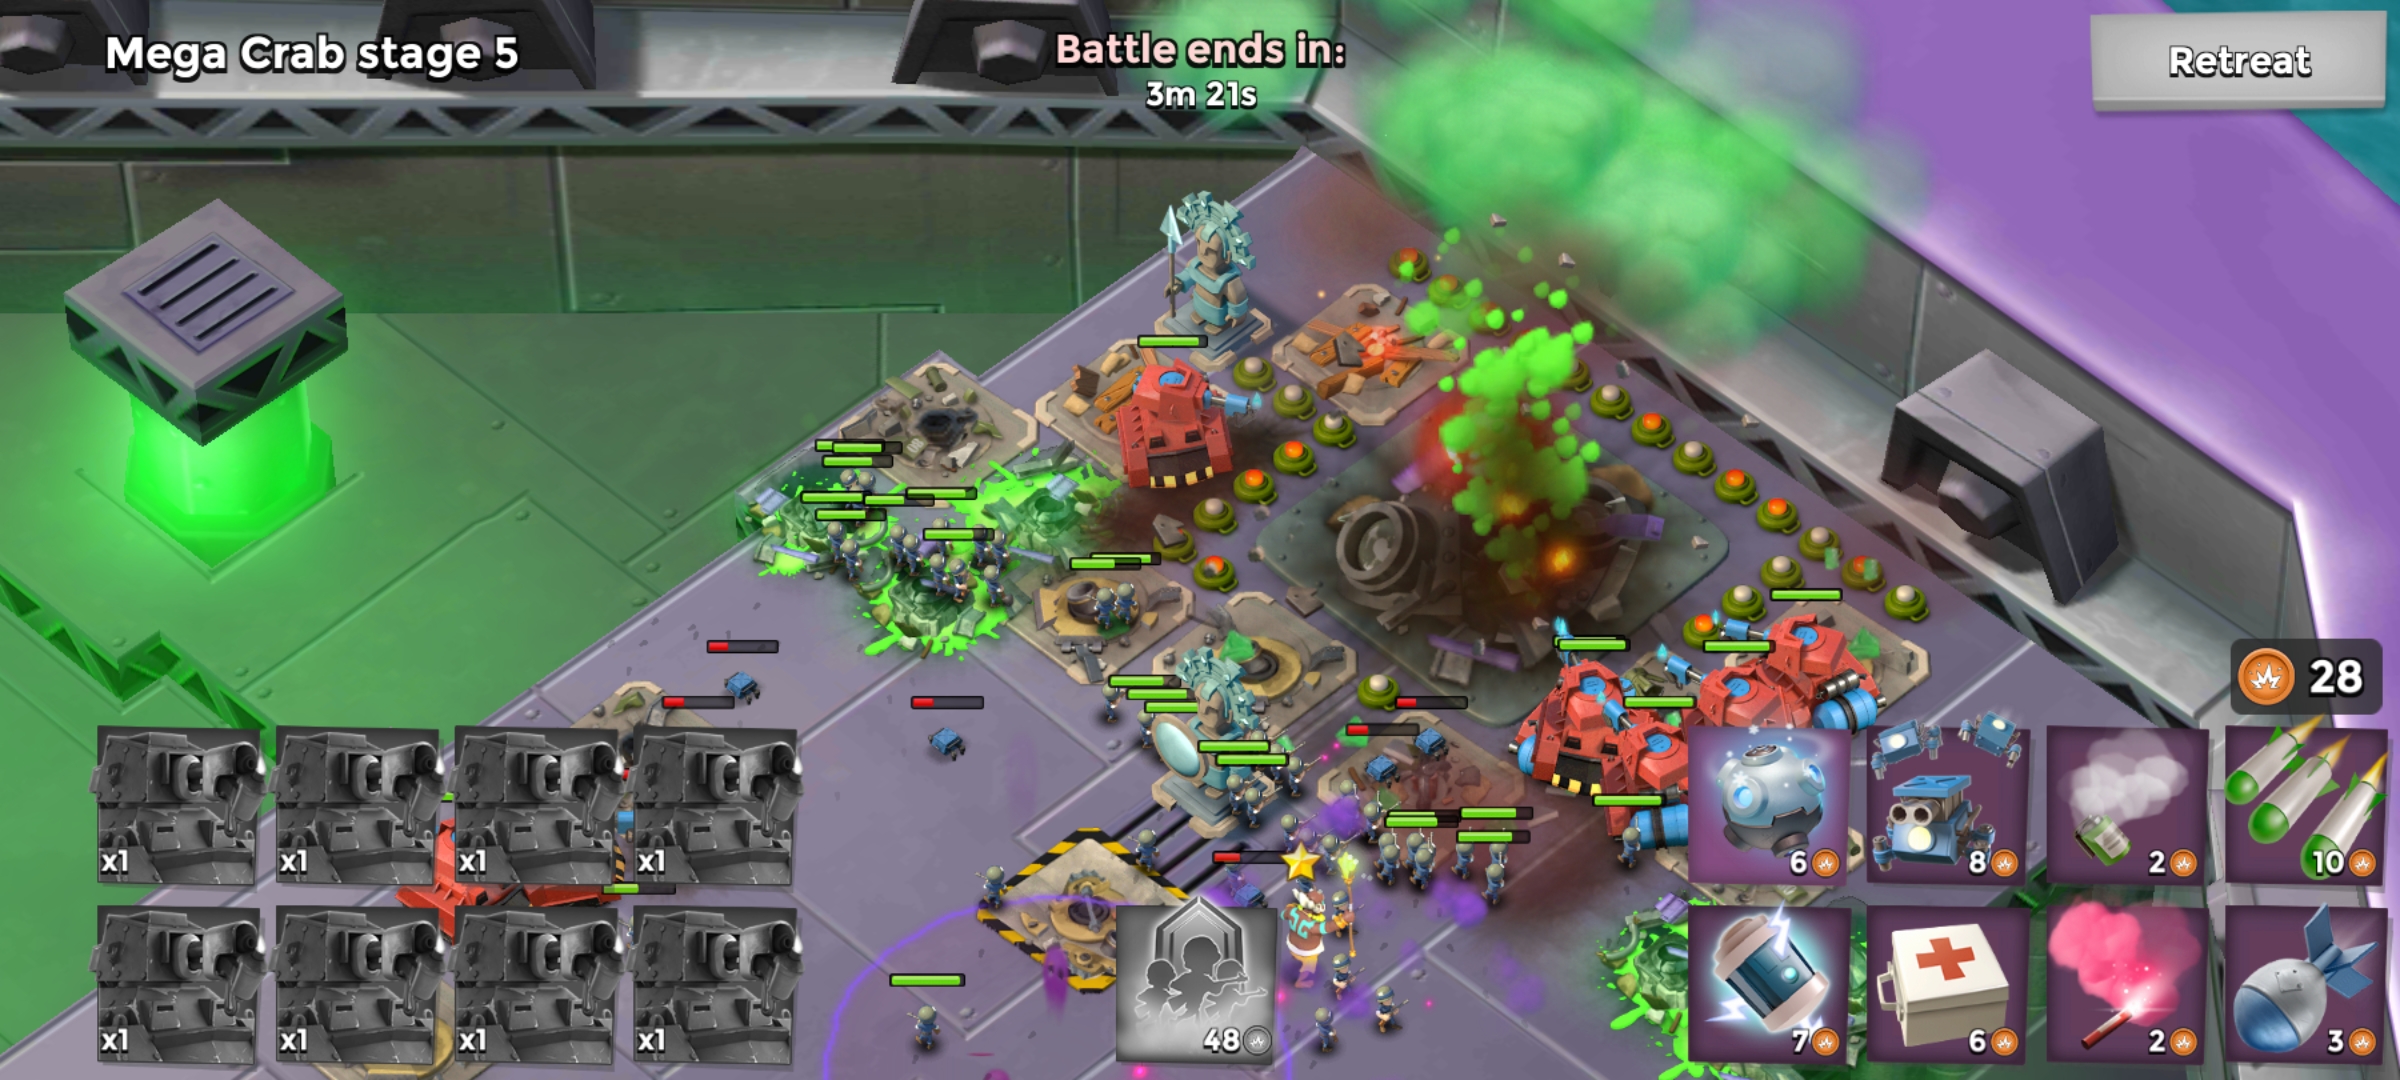 Mega Crab stage 5
Battle ends in:
3m 21s
Retreat
28
x1 x1 x1 x1
6 8 2 10
x1 x1 x1 x1
48
7 6 2 3